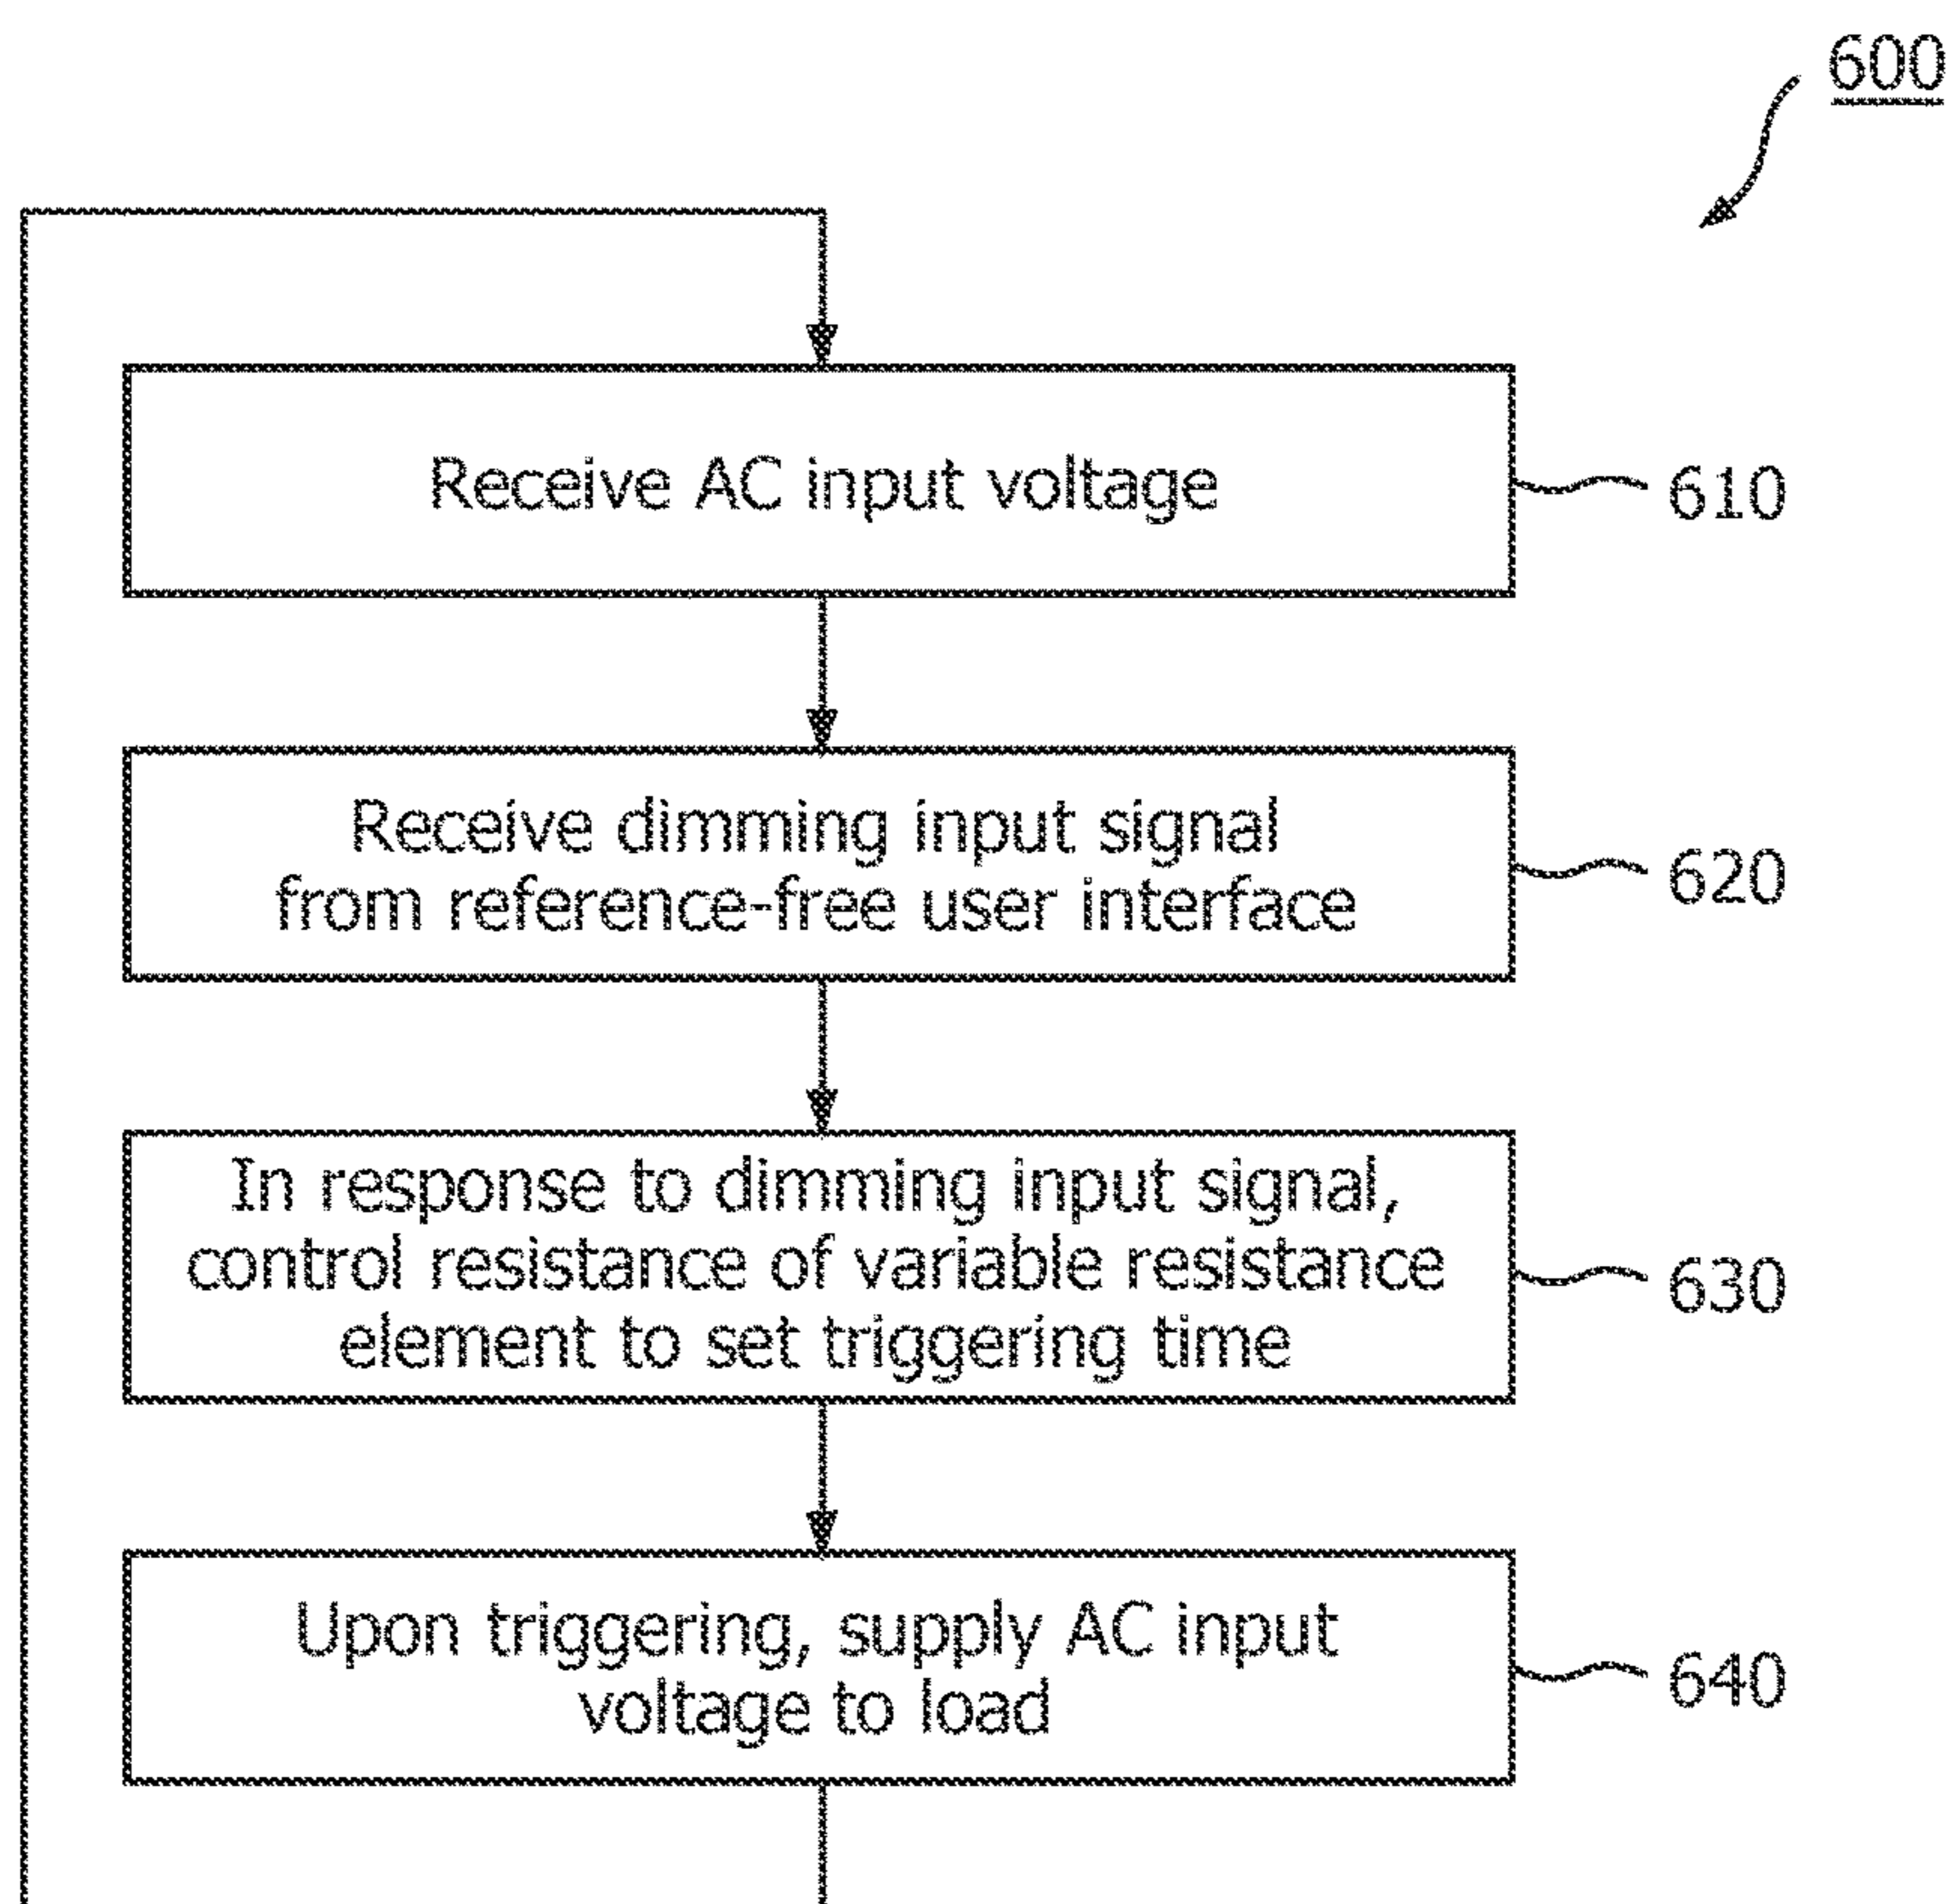 600
Receive AC input voltage
610
Receive dimming input signal
from reference-free user interface
620
In response to dimming input signal,
control resistance of variable resistance
element to set triggering time
630
Upon triggering, supply AC input
voltage to load
640